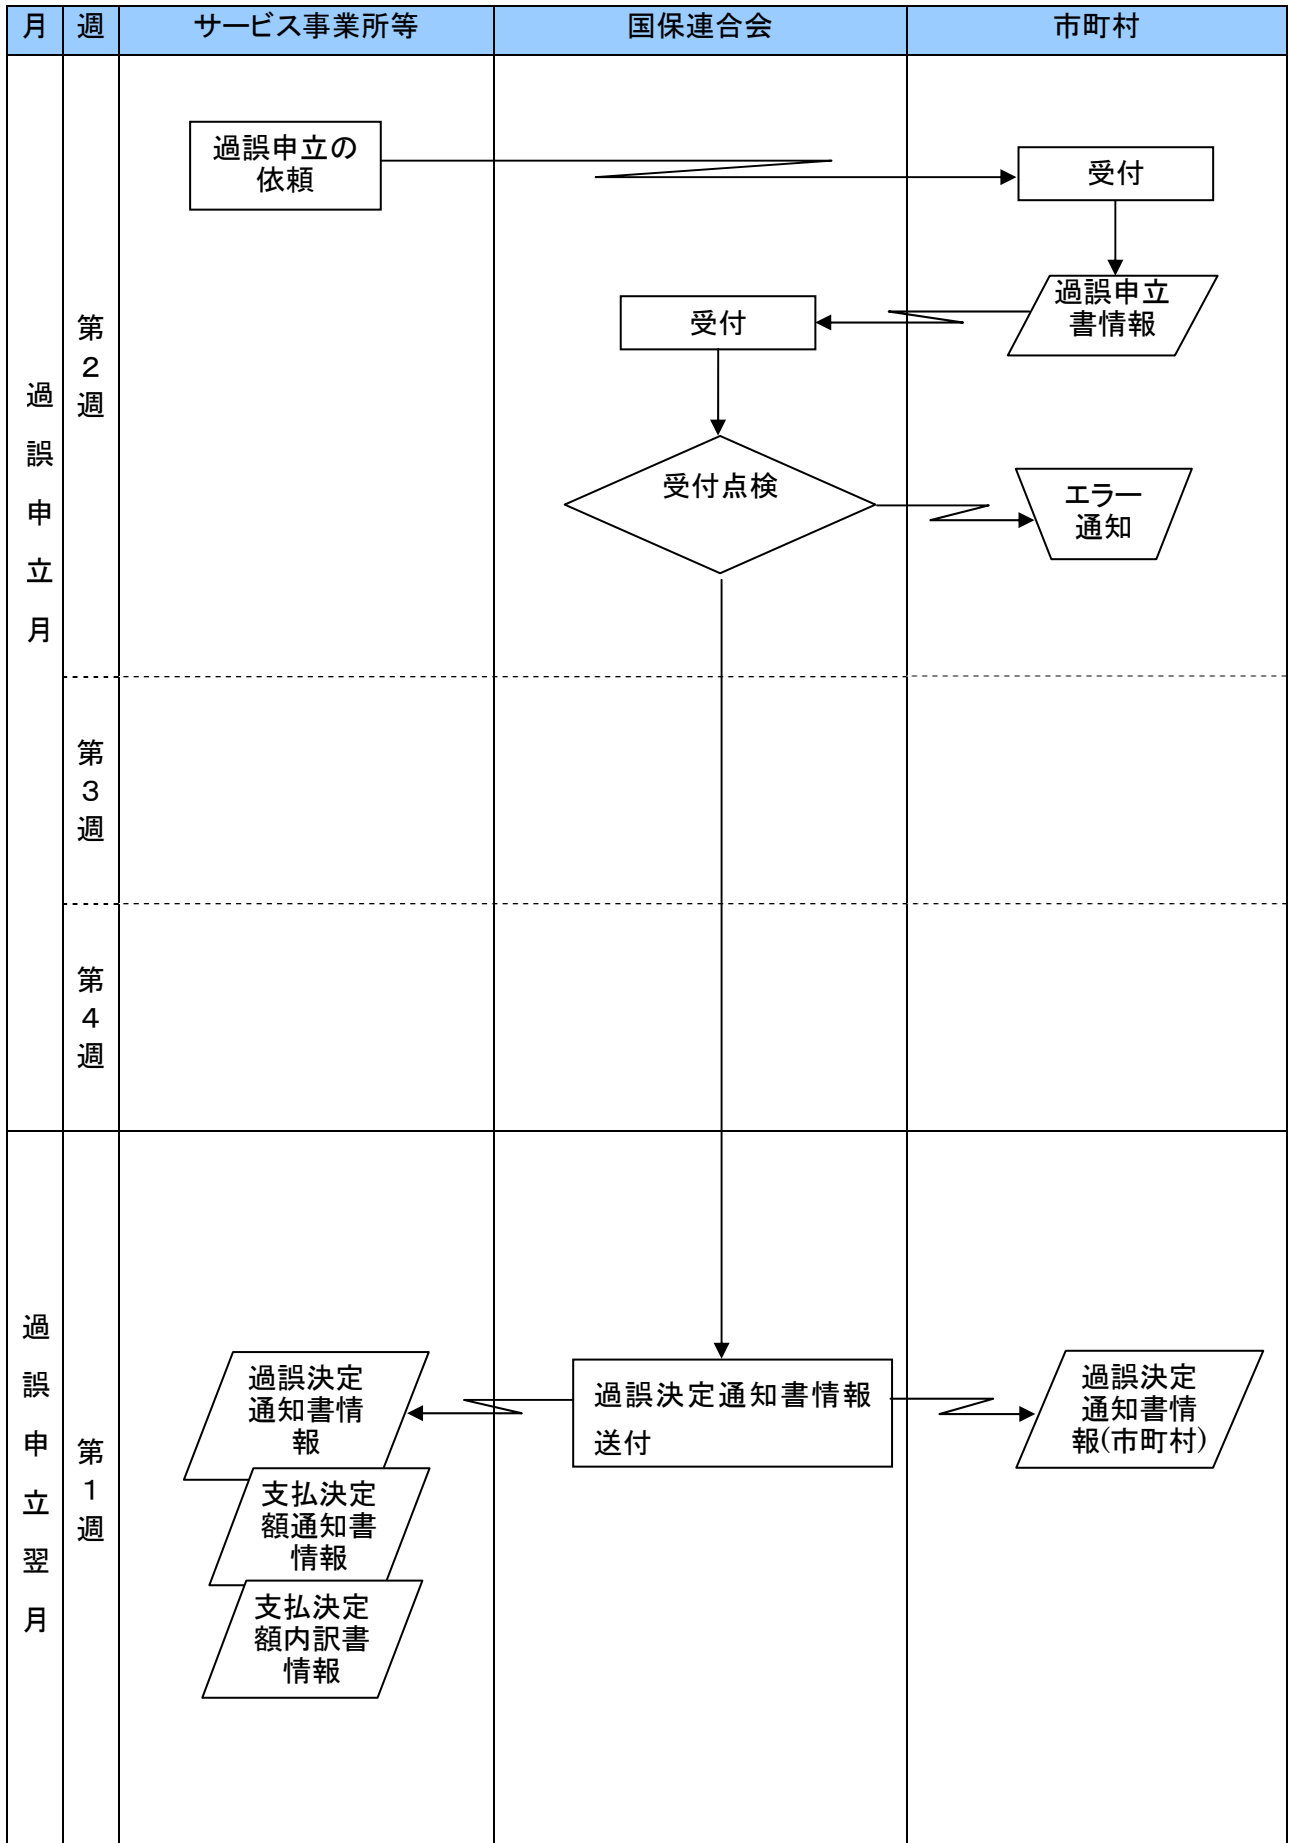 月 週 サービス事業所等 国保連合会 市町村
過誤申立月
第2週
過誤申立の
依頼
受付
過誤申立
書情報
受付
受付点検
エラー
通知
第3週
第4週
過誤申立翌月
第1週
過誤決定
通知書情
報
支払決定
額通知書
情報
支払決定
額内訳書
情報
過誤決定通知書情報
送付
過誤決定
通知書情
報(市町村)